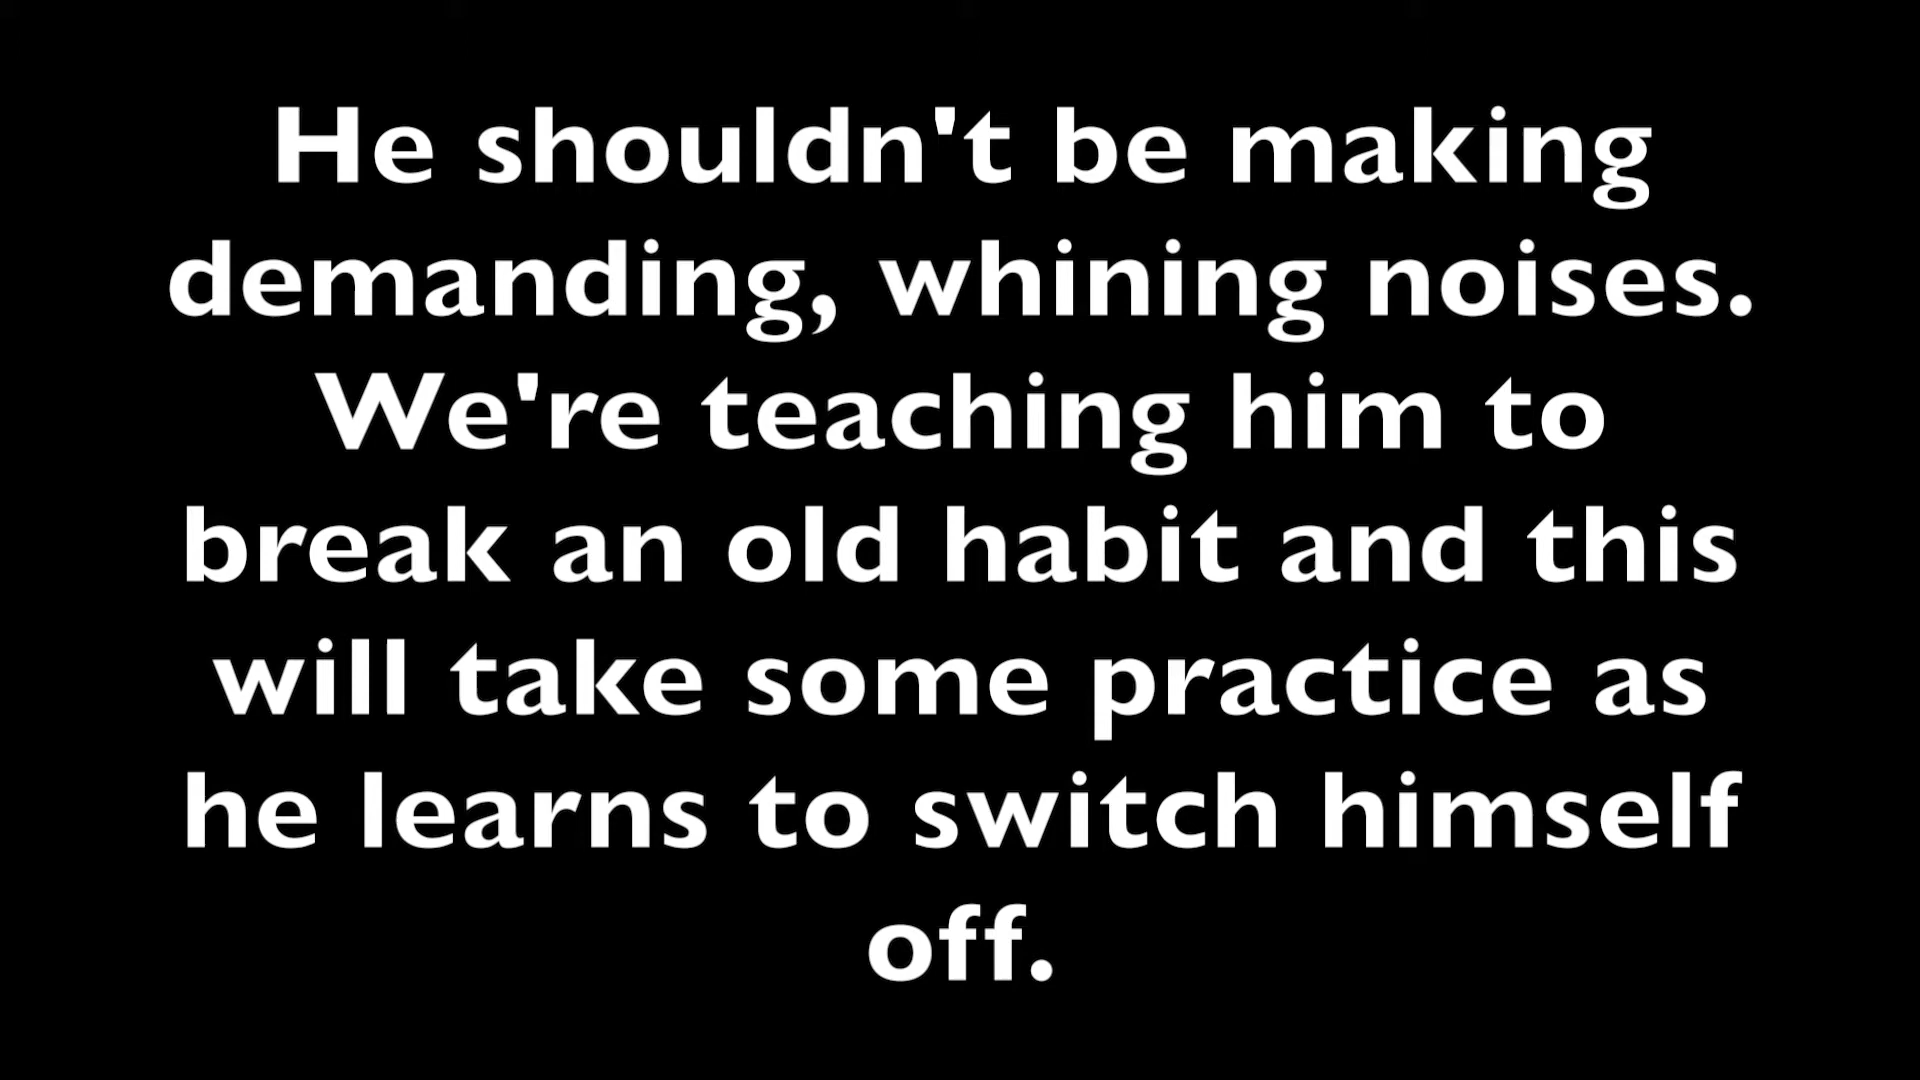 He shouldn't be making
demanding, whining noises.
We're teaching him to
break an old habit and this
will take some practice as
he learns to switch himself
off.